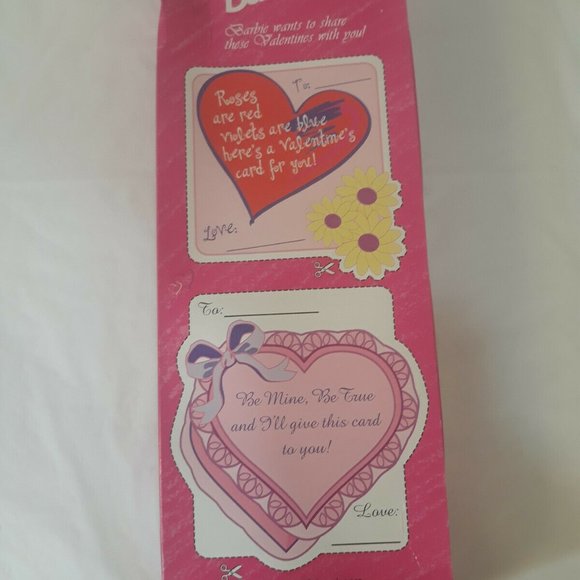 Barbie wants to share
these Valentines with you!
To:
Roses
are red
violets are blue
here's a Valentine's
card for you!
Love:
To:
Be Mine, Be True
and I'll give this card
to you!
Love: